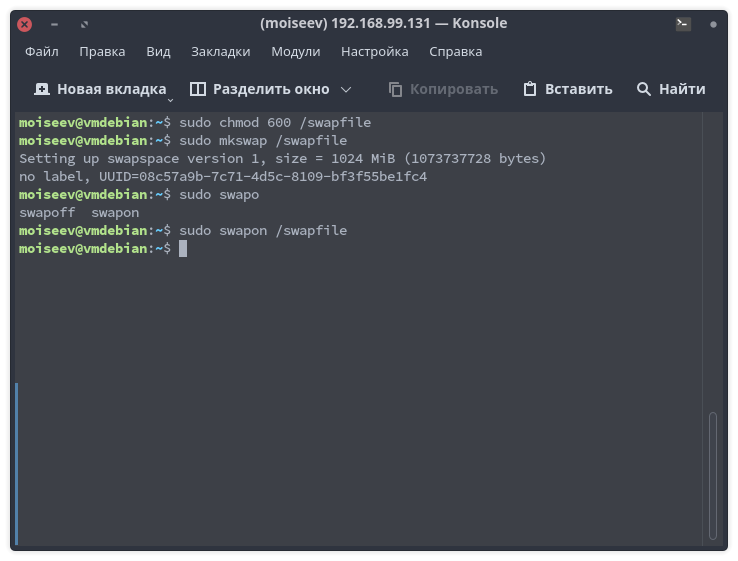 (moiseev) 192.168.99.131 — Konsole
Файл Правка Вид Закладки Модули Настройка Справка
Новая вкладка Разделить окно Копировать Вставить Найти
moiseev@vmdebian:~$ sudo chmod 600 /swapfile
moiseev@vmdebian:~$ sudo mkswap /swapfile
Setting up swapspace version 1, size = 1024 MiB (1073737728 bytes)
no label, UUID=08c57a9b-7c71-4d5c-8109-bf3f55be1fc4
moiseev@vmdebian:~$ sudo swapo
swapoff  swapon
moiseev@vmdebian:~$ sudo swapon /swapfile
moiseev@vmdebian:~$